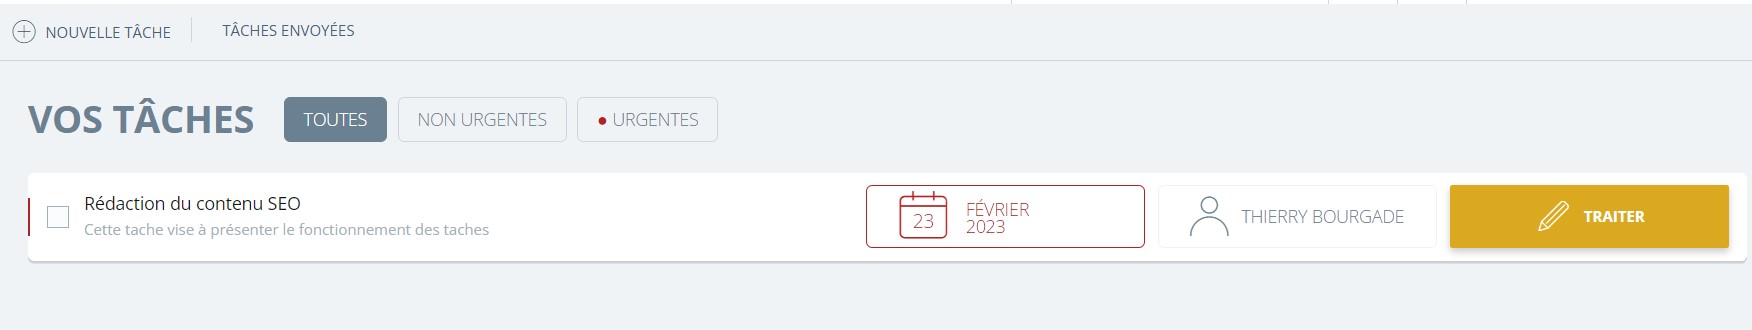 NOUVELLE TÂCHE
TÂCHES ENVOYÉES
VOS TÂCHES
TOUTES
NON URGENTES
URGENTES
Rédaction du contenu SEO
Cette tache vise à présenter le fonctionnement des taches
23
FÉVRIER
2023
THIERRY BOURGADE
TRAITER